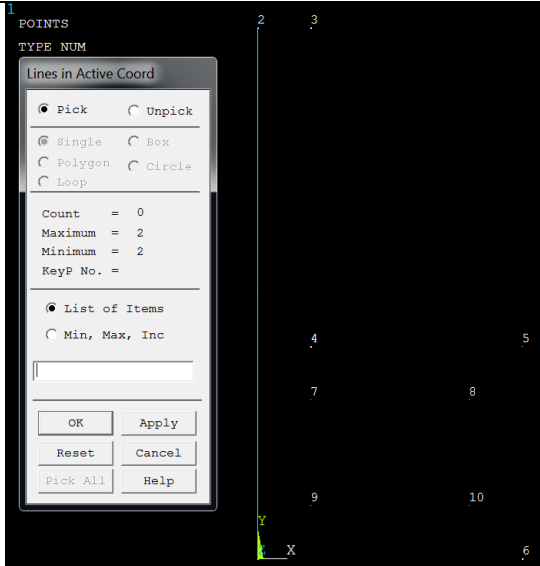 1
POINTS
TYPE NUM
2 3
Lines in Active Coord
Pick Unpick
Single Box
Polygon Circle
Loop
Count = 0
Maximum = 2
Minimum = 2
KeyP No. =
List of Items
Min, Max, Inc
OK Apply
Reset Cancel
Pick All Help
4 5
7 8
9 10
Y
X
6